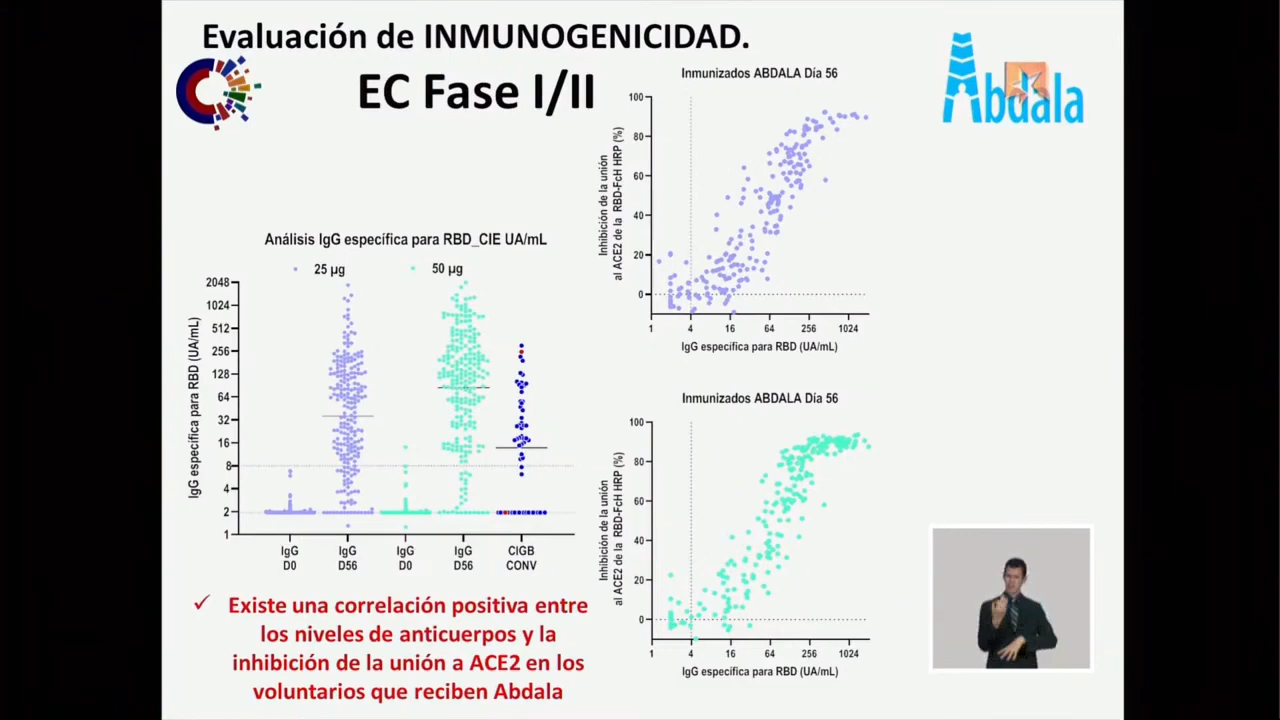 Evaluación de INMUNOGENICIDAD.
EC Fase I/II
Abdala
Análisis IgG específica para RBD_CIE UA/mL
25 µg
50 µg
IgG específica para RBD (UA/mL)
2048
1024
512
256
128
64
32
16
8
4
2
1
IgG
D0
IgG
D56
IgG
D0
IgG
D56
CIGB
CONV
Existe una correlación positiva entre
los niveles de anticuerpos y la
inhibición de la unión a ACE2 en los
voluntarios que reciben Abdala
Inmunizados ABDALA Día 56
Inhibición de la unión
al ACE2 de la RBD-FcH HRP (%)
100
80
60
40
20
0
1 4 16 64 256 1024
IgG específica para RBD (UA/mL)
Inmunizados ABDALA Día 56
Inhibición de la unión
al ACE2 de la RBD-FcH HRP (%)
100
80
60
40
20
0
1 4 16 64 256 1024
IgG específica para RBD (UA/mL)